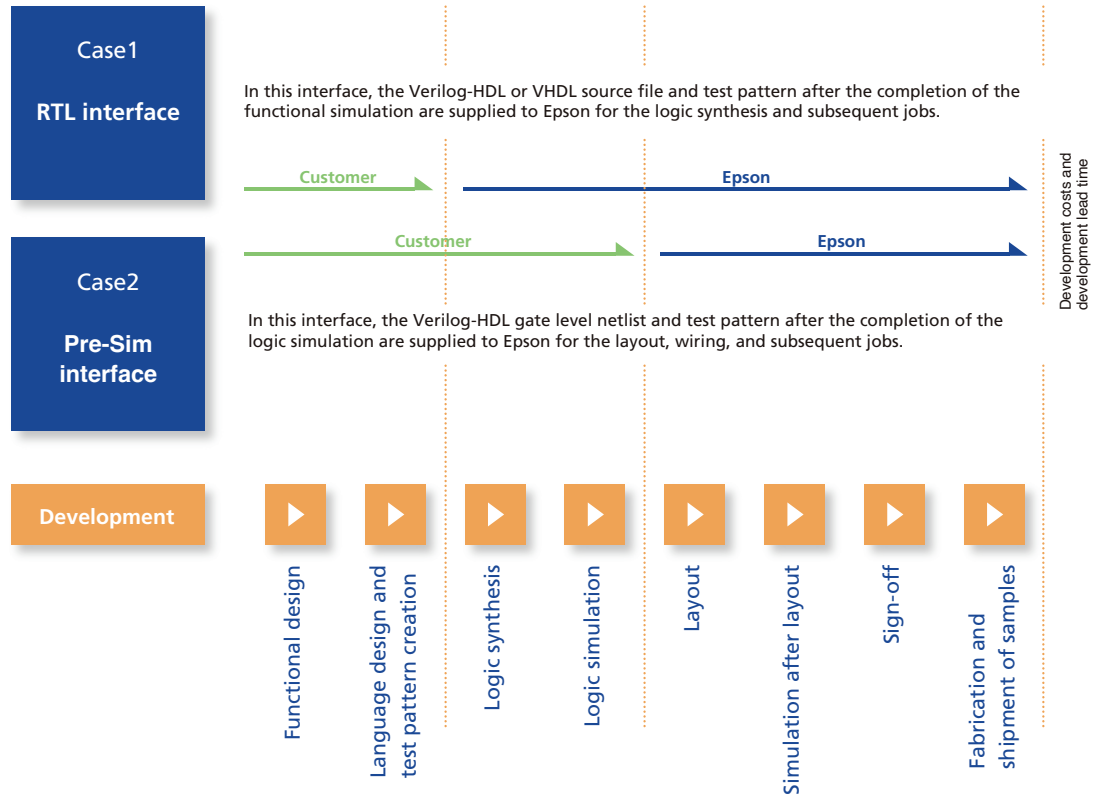 Case1
RTL interface
In this interface, the Verilog-HDL or VHDL source file and test pattern after the completion of the
functional simulation are supplied to Epson for the logic synthesis and subsequent jobs.
Customer
Epson
Development costs and
development lead time
Case2
Pre-Sim
interface
Customer
Epson
In this interface, the Verilog-HDL gate level netlist and test pattern after the completion of the
logic simulation are supplied to Epson for the layout, wiring, and subsequent jobs.
Development
Functional design
Language design and
test pattern creation
Logic synthesis
Logic simulation
Layout
Simulation after layout
Sign-off
Fabrication and
shipment of samples